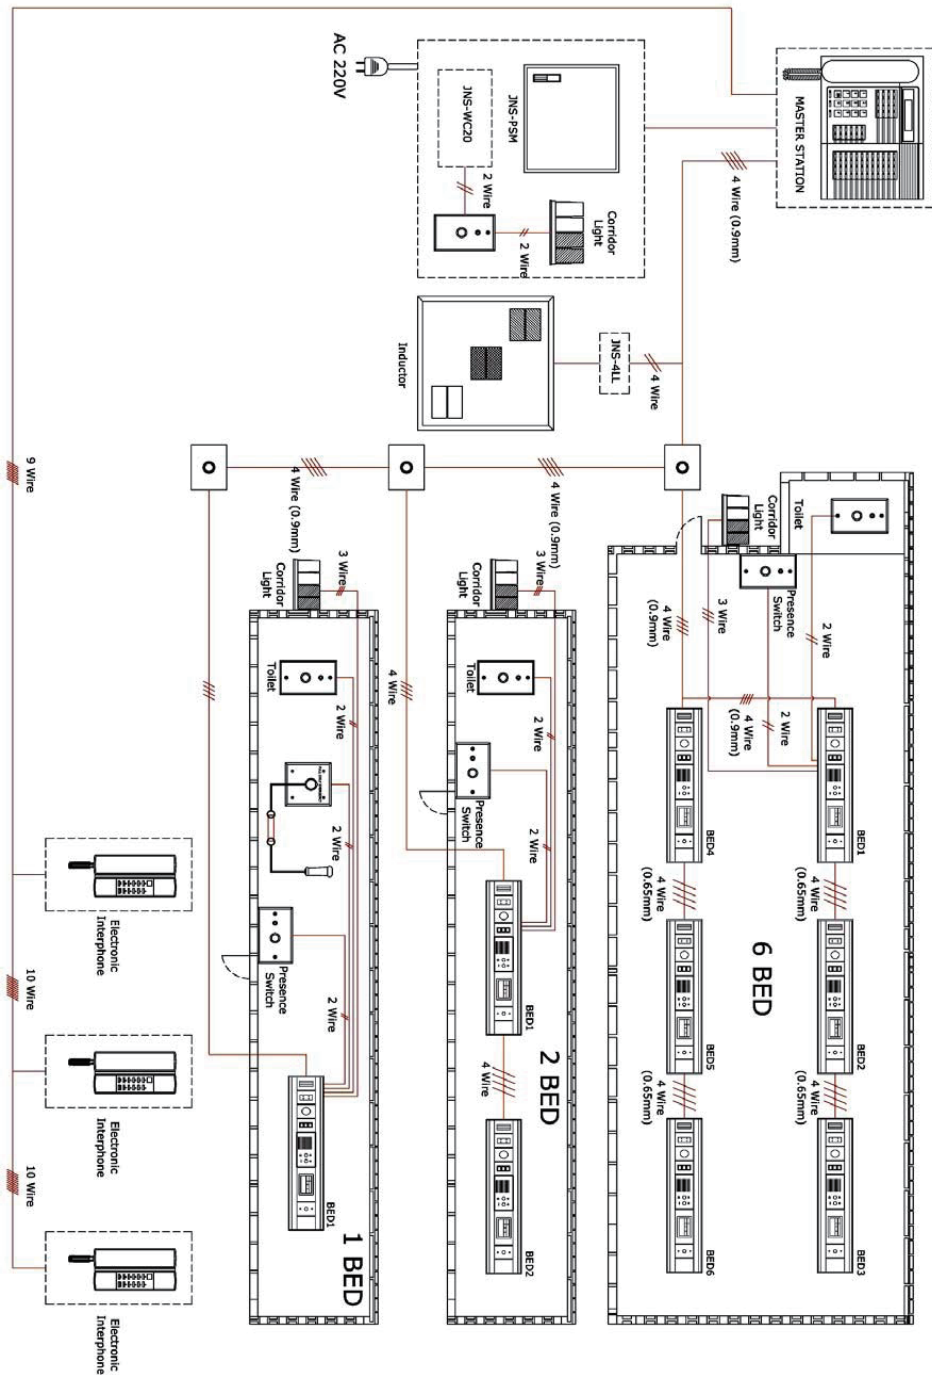 MASTER STATION
4 Wire (0.9mm)
AC 220V
JNS-PSM
JNS-WC20
2 Wire
2 Wire
Corridor
Light
Inductor
JNS-4LL
4 Wire
4 Wire (0.9mm)
4 Wire (0.9mm)
Toilet
Corridor
Light
Presence
Switch
2 Wire
3 Wire
4 Wire
(0.9mm)
2 Wire
4 Wire
(0.9mm)
BED1
4 Wire
(0.65mm)
BED2
4 Wire
(0.65mm)
BED3
6 BED
BED4
4 Wire
(0.65mm)
BED5
4 Wire
(0.65mm)
BED6
3 Wire
Corridor
Light
Toilet
2 Wire
Presence
Switch
2 Wire
4 Wire
BED1
4 Wire
BED2
2 BED
3 Wire
Corridor
Light
Toilet
2 Wire
2 Wire
Presence
Switch
2 Wire
BED1
1 BED
9 Wire
Electronic
Interphone
10 Wire
Electronic
Interphone
10 Wire
Electronic
Interphone